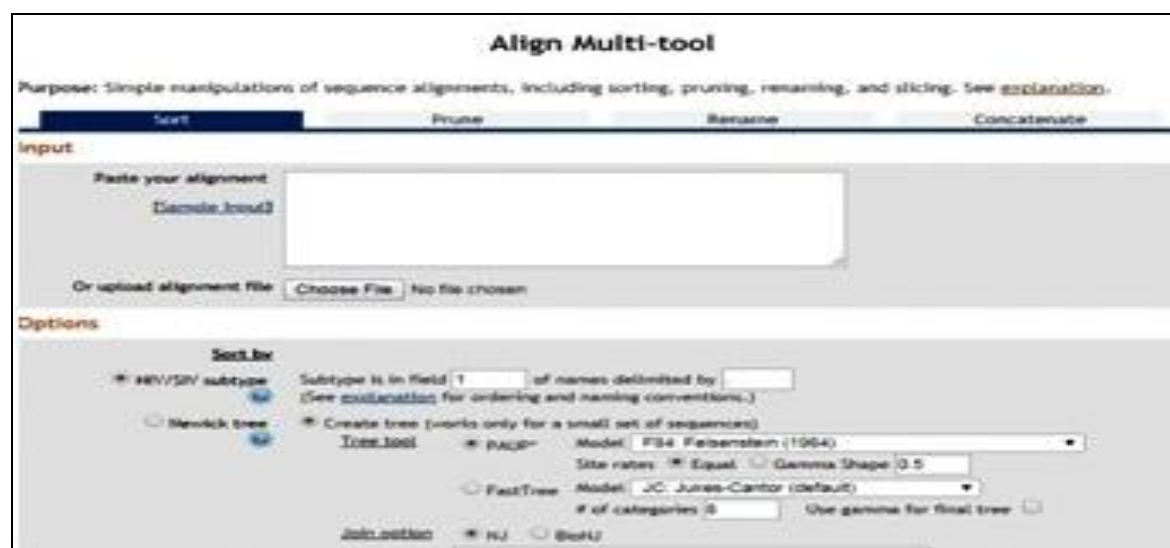 Align Multi-tool
Purpose: Simple manipulations of sequence alignments, including sorting, pruning, renaming, and slicing. See explanation.
Sort Prune Rename Concatenate
Input
Paste your alignment
[Sample Input]
Or upload alignment file Choose File No file chosen
Options
Sort by
HIV/SIV subtype Subtype is in field 1 of names delimited by
(See explanation for ordering and naming conventions.)
Newick tree Create tree (works only for a small set of sequences)
Tree tool PAUP* Model F84: Felsenstein (1984)
Site rates Equal Gamma Shape 0.5
FastTree Model JC: Jukes-Cantor (default)
# of categories Use gamma for final tree
Join option NJ BioNJ